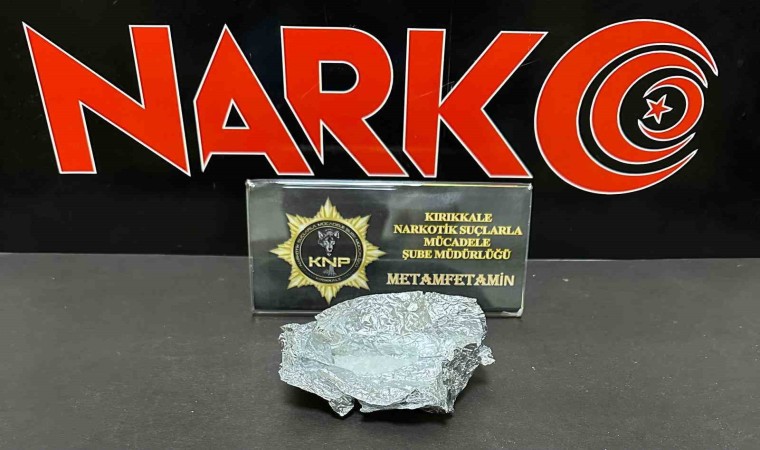 NARKO
KIRIKKALE
NARKOTİK SUÇLARLA
MÜCADELE
ŞUBE MÜDÜRLÜĞÜ
KNP
METAMFETAMİN